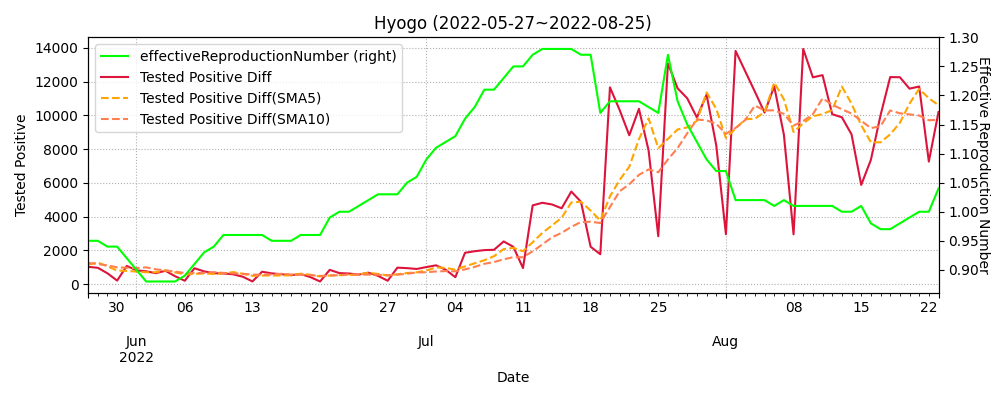 Hyogo (2022-05-27~2022-08-25)
effectiveReproductionNumber (right)
Tested Positive Diff
Tested Positive Diff(SMA5)
Tested Positive Diff(SMA10)
Tested Positive
14000
12000
10000
8000
6000
4000
2000
0
1.30
1.25
1.20
1.15
1.10
1.05
1.00
0.95
0.90
Effective Reproduction Number
30 06 13 20 27 04 11 18 25 08 15 22
Jun Jul Aug
2022
Date